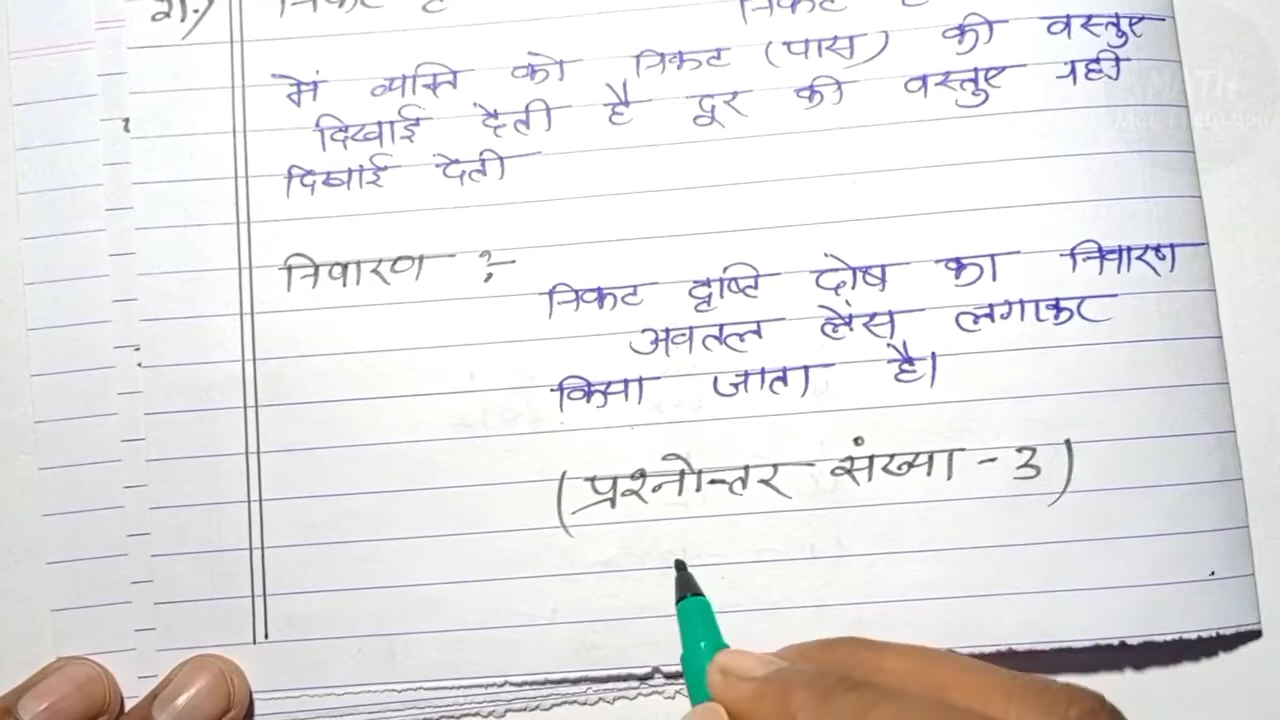 में व्यक्ति को निकट (पास) की वस्तुए
दिखाई देती है दूर की वस्तुए नही
दिखाई देती
निवारण :-
निकट दृष्टि दोष का निवारण
अवतल लेंस लगाकर
किया जाता है।
(प्रश्नोत्तर संख्या - 3)